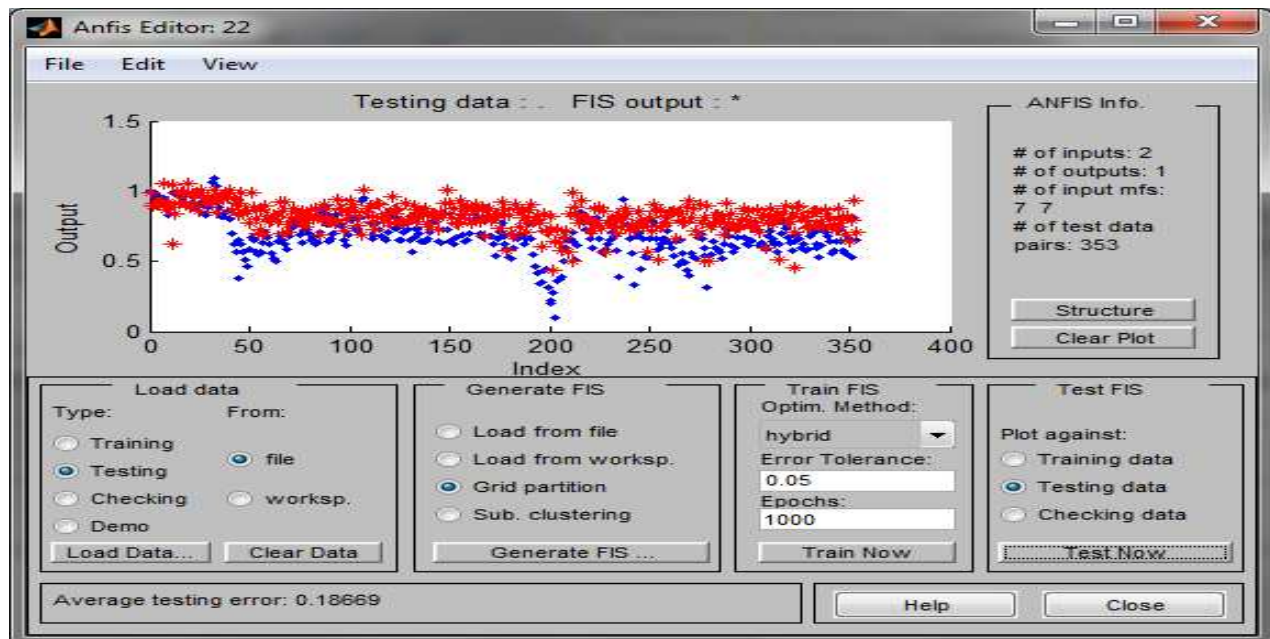 Anfis Editor: 22
File Edit View
Testing data : . FIS output : *
1.5
1
0.5
0
Output
0 50 100 150 200 250 300 350 400
Index
ANFIS Info.
# of inputs: 2
# of outputs: 1
# of input mfs:
7 7
# of test data
pairs: 353
Structure
Clear Plot
Load data
Type: From:
Training
Testing
Checking
Demo
file
worksp.
Load Data... Clear Data
Generate FIS
Load from file
Load from worksp.
Grid partition
Sub. clustering
Generate FIS ...
Train FIS
Optim. Method:
hybrid
Error Tolerance:
0.05
Epochs:
1000
Train Now
Test FIS
Plot against:
Training data
Testing data
Checking data
Test Now
Average testing error: 0.18669
Help Close